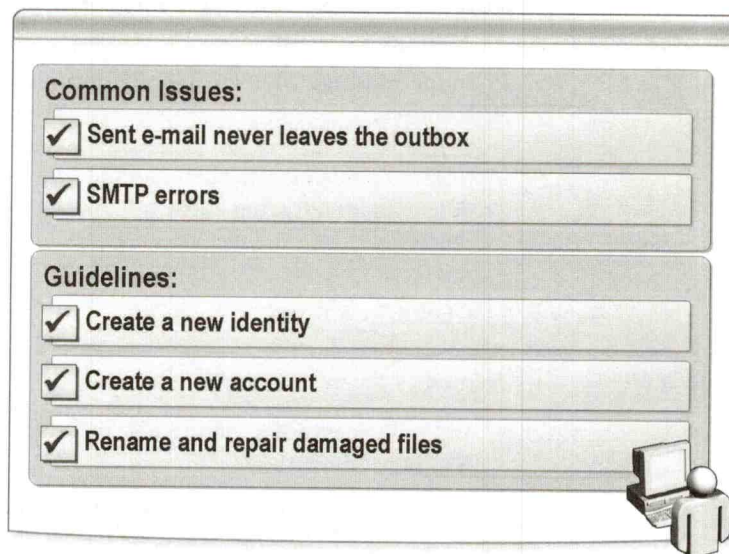 Common Issues:
Sent e-mail never leaves the outbox
SMTP errors
Guidelines:
Create a new identity
Create a new account
Rename and repair damaged files